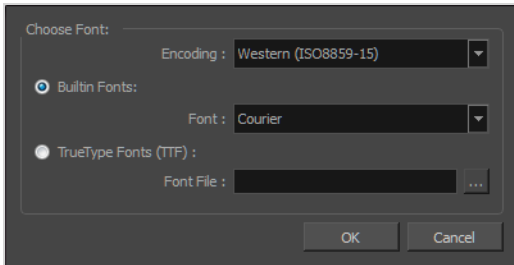 Choose Font:
Encoding : Western (ISO8859-15)
Builtin Fonts:
Font : Courier
TrueType Fonts (TTF) :
Font File :
...
OK Cancel